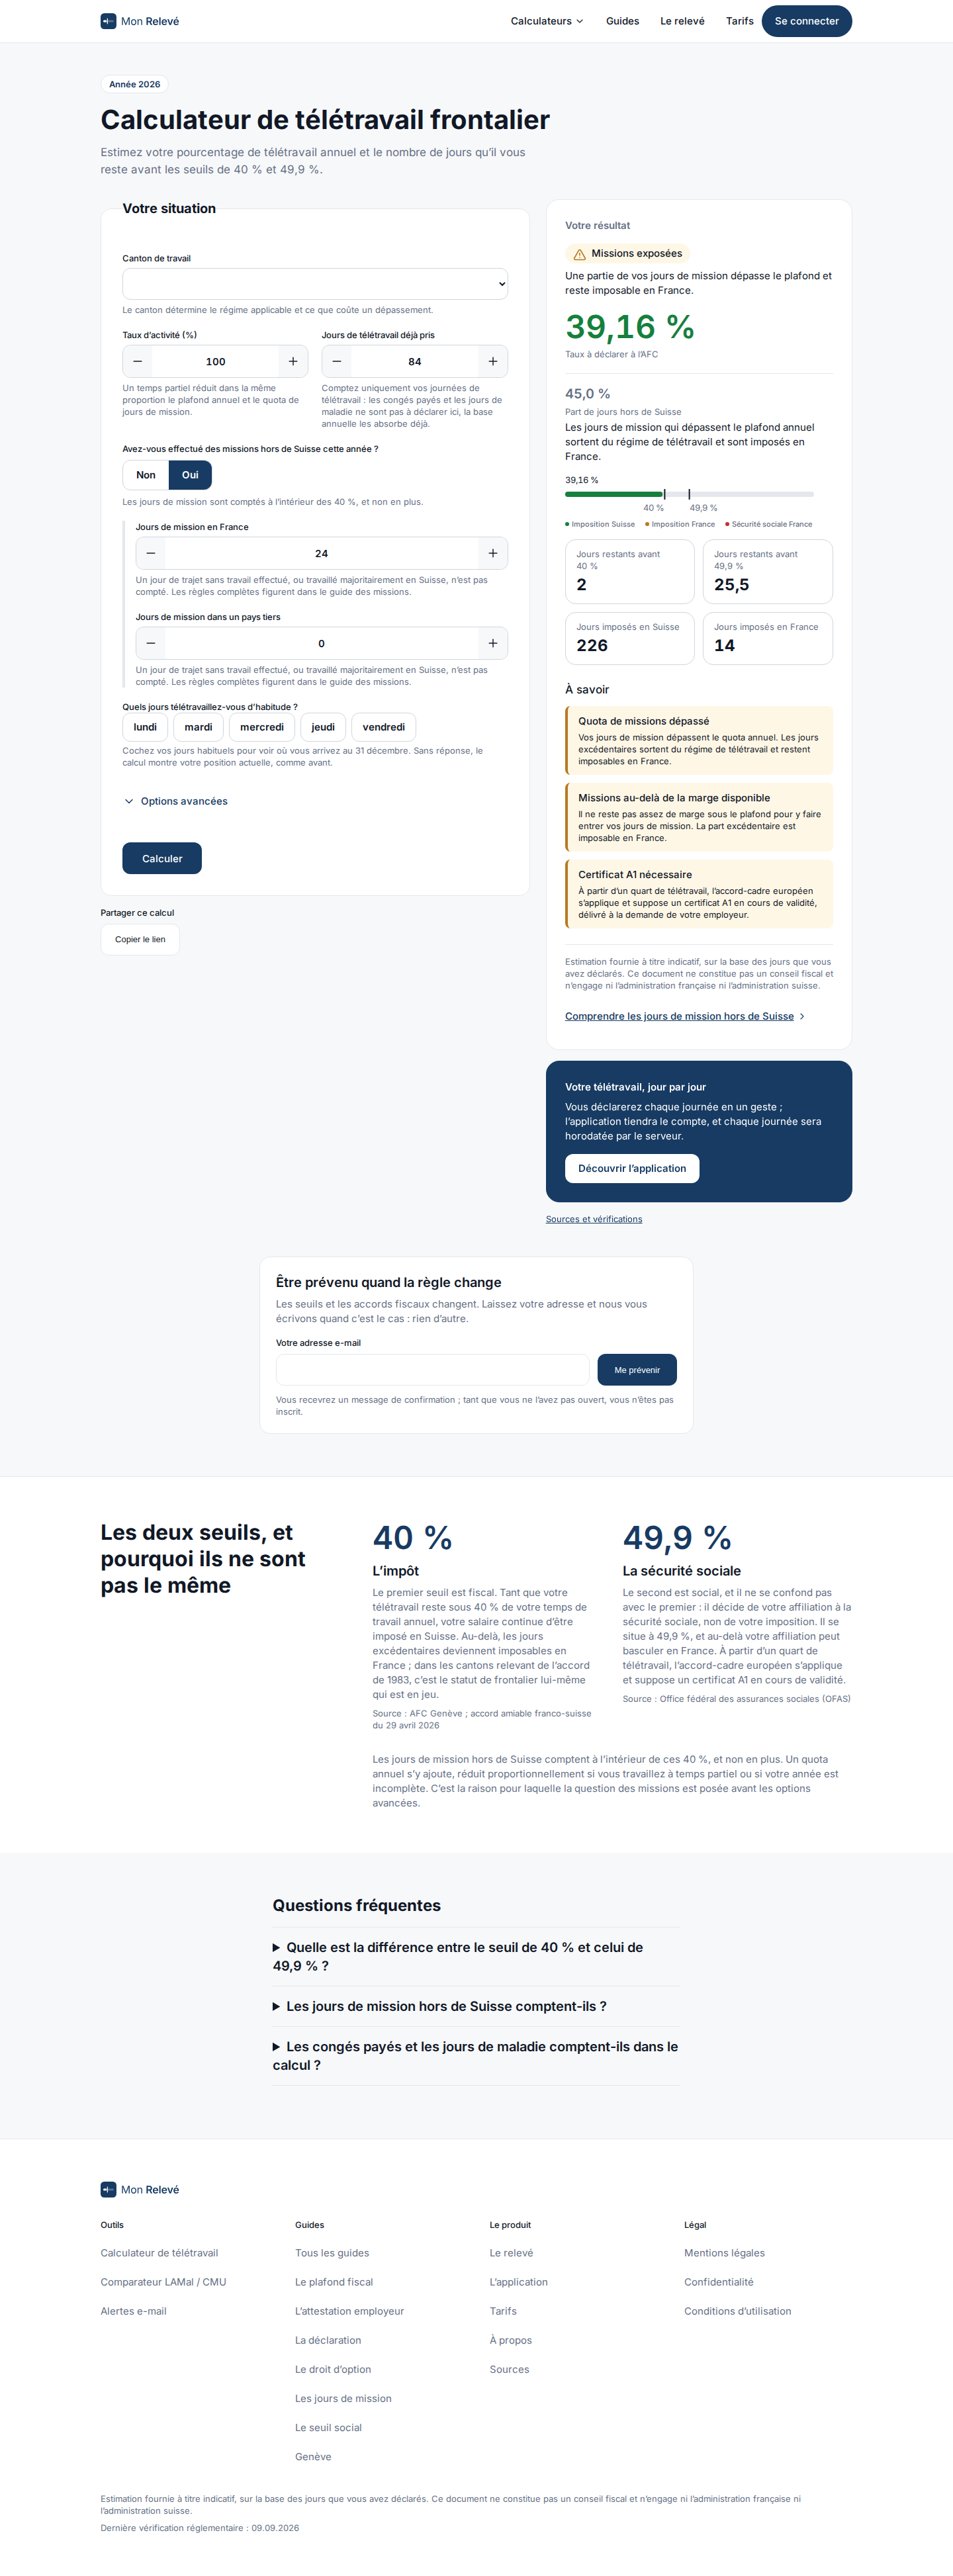 Mon Relevé
Calculateurs
Guides
Le relevé
Tarifs
Se connecter
Année 2026
Calculateur de télétravail frontalier
Estimez votre pourcentage de télétravail annuel et le nombre de jours qu’il vous
reste avant les seuils de 40 % et 49,9 %.
Votre situation
Canton de travail
Le canton détermine le régime applicable et ce que coûte un dépassement.
Taux d’activité (%)
100
Un temps partiel réduit dans la même
proportion le plafond annuel et le quota de
jours de mission.
Jours de télétravail déjà pris
84
Comptez uniquement vos journées de
télétravail : les congés payés et les jours de
maladie ne sont pas à déclarer ici, la base
annuelle les absorbe déjà.
Avez-vous effectué des missions hors de Suisse cette année ?
Non
Oui
Les jours de mission sont comptés à l’intérieur des 40 %, et non en plus.
Jours de mission en France
24
Un jour de trajet sans travail effectué, ou travaillé majoritairement en Suisse, n’est pas
compté. Les règles complètes figurent dans le guide des missions.
Jours de mission dans un pays tiers
0
Un jour de trajet sans travail effectué, ou travaillé majoritairement en Suisse, n’est pas
compté. Les règles complètes figurent dans le guide des missions.
Quels jours télétravaillez-vous d’habitude ?
lundi
mardi
mercredi
jeudi
vendredi
Cochez vos jours habituels pour voir où vous arrivez au 31 décembre. Sans réponse, le
calcul montre votre position actuelle, comme avant.
Options avancées
Calculer
Partager ce calcul
Copier le lien
Votre résultat
Missions exposées
Une partie de vos jours de mission dépasse le plafond et
reste imposable en France.
39,16 %
Taux à déclarer à l’AFC
45,0 %
Part de jours hors de Suisse
Les jours de mission qui dépassent le plafond annuel
sortent du régime de télétravail et sont imposés en
France.
39,16 %
40 %
49,9 %
Imposition Suisse
Imposition France
Sécurité sociale France
Jours restants avant
40 %
2
Jours restants avant
49,9 %
25,5
Jours imposés en Suisse
226
Jours imposés en France
14
À savoir
Quota de missions dépassé
Vos jours de mission dépassent le quota annuel. Les jours
excédentaires sortent du régime de télétravail et restent
imposables en France.
Missions au-delà de la marge disponible
Il ne reste pas assez de marge sous le plafond pour y faire
entrer vos jours de mission. La part excédentaire est
imposable en France.
Certificat A1 nécessaire
À partir d’un quart de télétravail, l’accord-cadre européen
s’applique et suppose un certificat A1 en cours de validité,
délivré à la demande de votre employeur.
Estimation fournie à titre indicatif, sur la base des jours que vous
avez déclarés. Ce document ne constitue pas un conseil fiscal et
n’engage ni l’administration française ni l’administration suisse.
Comprendre les jours de mission hors de Suisse
Votre télétravail, jour par jour
Vous déclarerez chaque journée en un geste ;
l’application tiendra le compte, et chaque journée sera
horodatée par le serveur.
Découvrir l’application
Sources et vérifications
Être prévenu quand la règle change
Les seuils et les accords fiscaux changent. Laissez votre adresse et nous vous
écrivons quand c’est le cas : rien d’autre.
Votre adresse e-mail
Me prévenir
Vous recevrez un message de confirmation ; tant que vous ne l’avez pas ouvert, vous n’êtes pas
inscrit.
Les deux seuils, et
pourquoi ils ne sont
pas le même
40 %
L’impôt
Le premier seuil est fiscal. Tant que votre
télétravail reste sous 40 % de votre temps de
travail annuel, votre salaire continue d’être
imposé en Suisse. Au-delà, les jours
excédentaires deviennent imposables en
France ; dans les cantons relevant de l’accord
de 1983, c’est le statut de frontalier lui-même
qui est en jeu.
Source : AFC Genève ; accord amiable franco-suisse
du 29 avril 2026
49,9 %
La sécurité sociale
Le second est social, et il ne se confond pas
avec le premier : il décide de votre affiliation à la
sécurité sociale, non de votre imposition. Il se
situe à 49,9 %, et au-delà votre affiliation peut
basculer en France. À partir d’un quart de
télétravail, l’accord-cadre européen s’applique
et suppose un certificat A1 en cours de validité.
Source : Office fédéral des assurances sociales (OFAS)
Les jours de mission hors de Suisse comptent à l’intérieur de ces 40 %, et non en plus. Un quota
annuel s’y ajoute, réduit proportionnellement si vous travaillez à temps partiel ou si votre année est
incomplète. C’est la raison pour laquelle la question des missions est posée avant les options
avancées.
Questions fréquentes
Quelle est la différence entre le seuil de 40 % et celui de
49,9 % ?
Les jours de mission hors de Suisse comptent-ils ?
Les congés payés et les jours de maladie comptent-ils dans le
calcul ?
Mon Relevé
Outils
Calculateur de télétravail
Comparateur LAMal / CMU
Alertes e-mail
Guides
Tous les guides
Le plafond fiscal
L’attestation employeur
La déclaration
Le droit d’option
Les jours de mission
Le seuil social
Genève
Le produit
Le relevé
L’application
Tarifs
À propos
Sources
Légal
Mentions légales
Confidentialité
Conditions d’utilisation
Estimation fournie à titre indicatif, sur la base des jours que vous avez déclarés. Ce document ne constitue pas un conseil fiscal et n’engage ni l’administration française ni
l’administration suisse.
Dernière vérification réglementaire : 09.09.2026